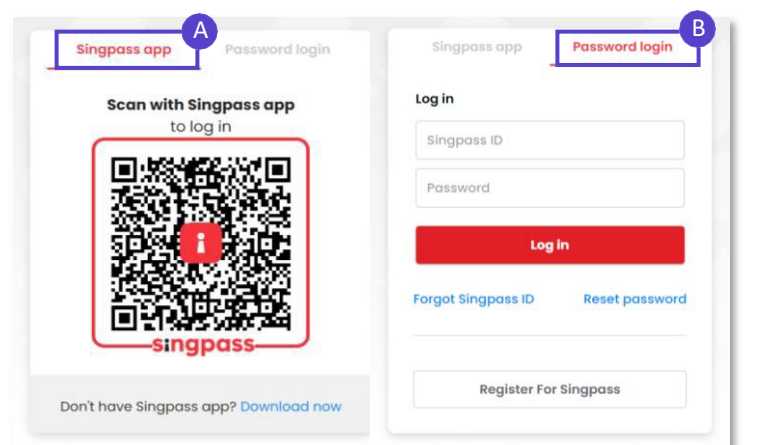 A
Singpass app
Password login
Scan with Singpass app
to log in
singpass
Don't have Singpass app? Download now
B
Singpass app
Password login
Log in
Singpass ID
Password
Log in
Forgot Singpass ID
Reset password
Register For Singpass